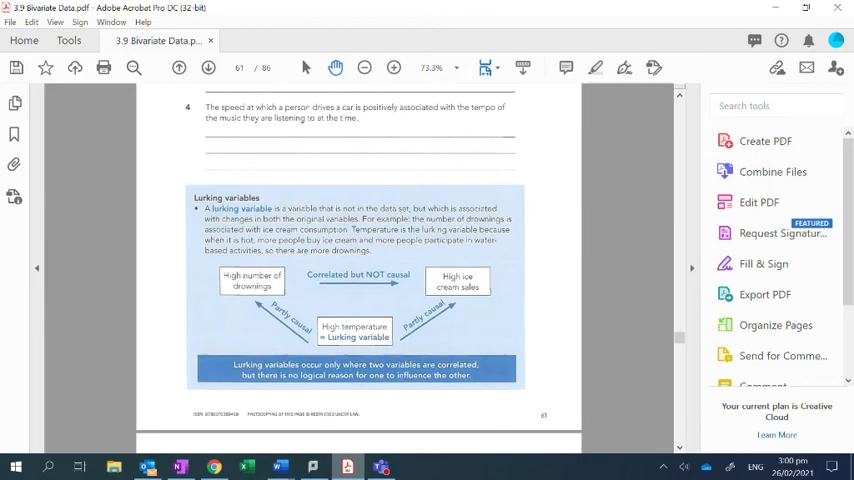 3.9 Bivariate Data.pdf - Adobe Acrobat Pro DC (32-bit)
File Edit View Sign Window Help
Home Tools 3.9 Bivariate Data.p... ×
61 / 86 73.3%
4 The speed at which a person drives a car is positively associated with the tempo of
the music they are listening to at the time.
Lurking variables
• A lurking variable is a variable that is not in the data set, but which is associated
with changes in both the original variables. For example: the number of drownings is
associated with ice cream consumption. Temperature is the lurking variable because
when it is hot, more people buy ice cream and more people participate in water-
based activities, so there are more drownings.
High number of
drownings
Correlated but NOT causal
High ice
cream sales
Partly causal
High temperature
= Lurking variable
Partly causal
Lurking variables occur only where two variables are correlated,
but there is no logical reason for one to influence the other.
PHOTOCOPYING OF THIS PAGE IS RESTRICTED UNDER LAW.
61
Search tools
Create PDF
Combine Files
Edit PDF
FEATURED
Request Signatur...
Fill & Sign
Export PDF
Organize Pages
Send for Comme...
Comment
Your current plan is Creative
Cloud
Learn More
ENG
3:00 pm
26/02/2021